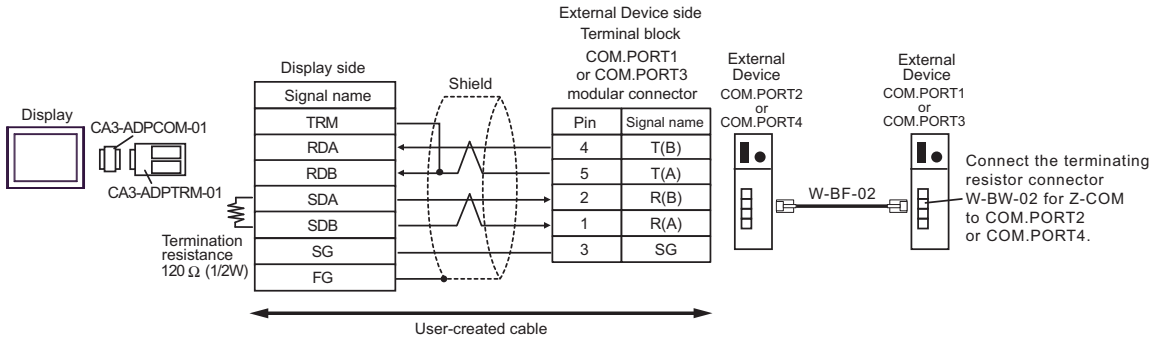 External Device side
Terminal block
COM.PORT1
or COM.PORT3
modular connector
Display side
Shield
External
Device
COM.PORT2
or
COM.PORT4
External
Device
COM.PORT1
or
COM.PORT3
Display
CA3-ADPCOM-01
CA3-ADPTRM-01
Signal name
TRM
RDA
RDB
SDA
SDB
SG
FG
Termination
resistance
120 Ω (1/2W)
Pin Signal name
4 T(B)
5 T(A)
2 R(B)
1 R(A)
3 SG
W-BF-02
Connect the terminating
resistor connector
W-BW-02 for Z-COM
to COM.PORT2
or COM.PORT4.
User-created cable